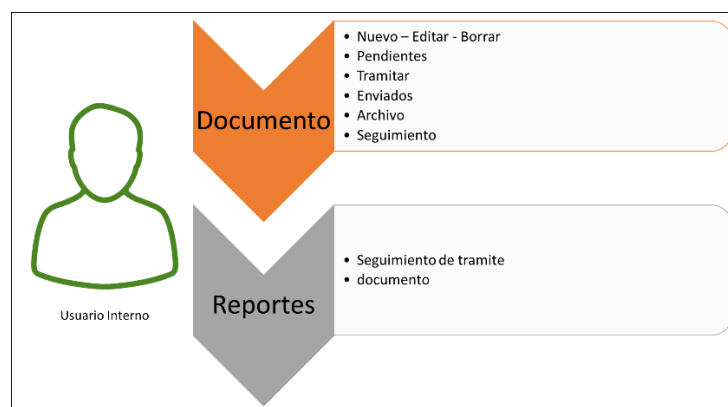 Documento
• Nuevo – Editar - Borrar
• Pendientes
• Tramitar
• Enviados
• Archivo
• Seguimiento
Usuario Interno
Reportes
• Seguimiento de tramite
• documento